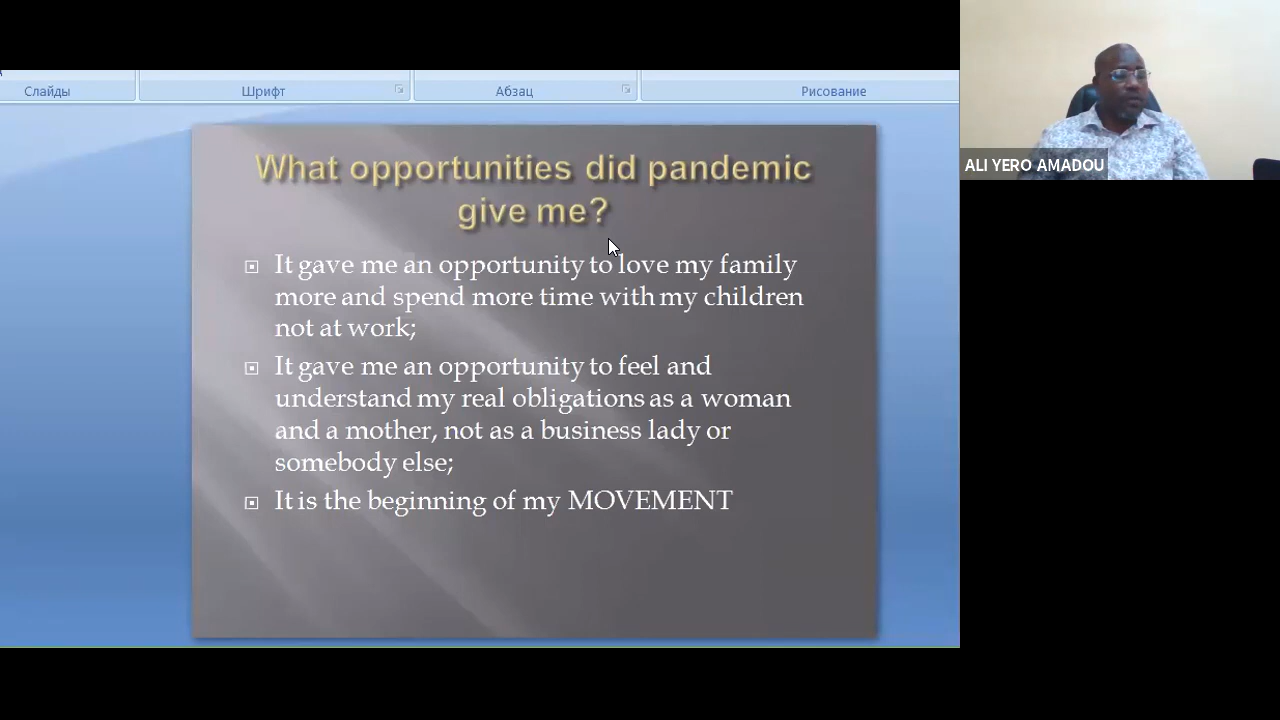 Слайды
Шрифт
Абзац
Рисование
What opportunities did pandemic
give me?
It gave me an opportunity to love my family
more and spend more time with my children
not at work;
It gave me an opportunity to feel and
understand my real obligations as a woman
and a mother, not as a business lady or
somebody else;
It is the beginning of my MOVEMENT
ALI YERO AMADOU